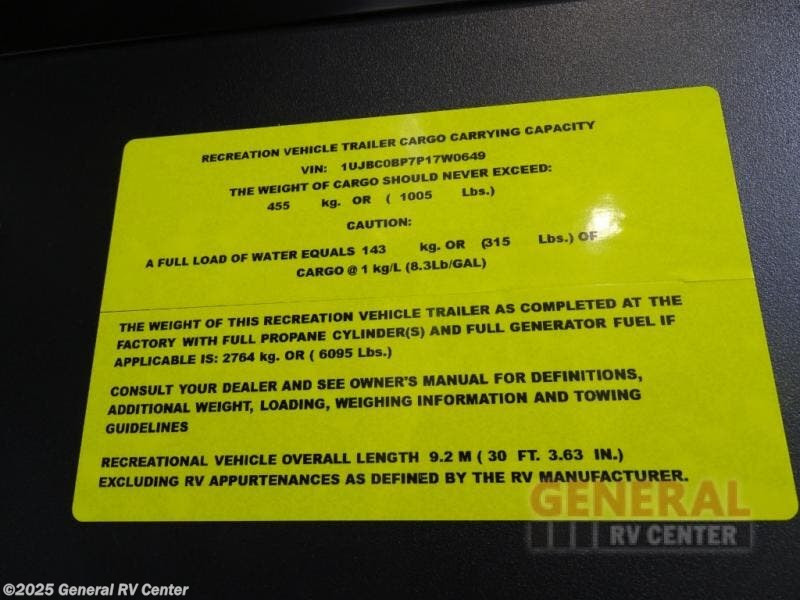 RECREATION VEHICLE TRAILER CARGO CARRYING CAPACITY
VIN: 1UJBC0BP7P17W0649
THE WEIGHT OF CARGO SHOULD NEVER EXCEED:
455 kg. OR ( 1005 Lbs.)
CAUTION:
A FULL LOAD OF WATER EQUALS 143 kg. OR (315 Lbs.) OF
CARGO @ 1 kg/L (8.3Lb/GAL)
THE WEIGHT OF THIS RECREATION VEHICLE TRAILER AS COMPLETED AT THE
FACTORY WITH FULL PROPANE CYLINDER(S) AND FULL GENERATOR FUEL IF
APPLICABLE IS: 2764 kg. OR ( 6095 Lbs.)
CONSULT YOUR DEALER AND SEE OWNER'S MANUAL FOR DEFINITIONS,
ADDITIONAL WEIGHT, LOADING, WEIGHING INFORMATION AND TOWING
GUIDELINES
RECREATIONAL VEHICLE OVERALL LENGTH 9.2 M ( 30 FT. 3.63 IN.)
EXCLUDING RV APPURTENANCES AS DEFINED BY THE RV MANUFACTURER.
GENERAL
RV CENTER
©2025 General RV Center